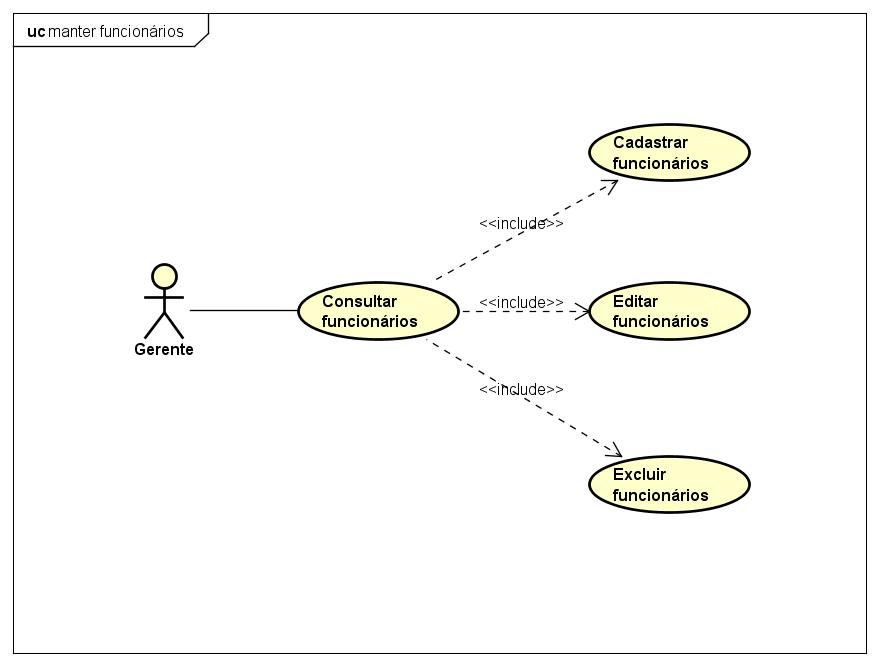 uc manter funcionários
Cadastrar
funcionários
<<include>>
Consultar
funcionários
<<include>>
Editar
funcionários
Gerente
<<include>>
Excluir
funcionários